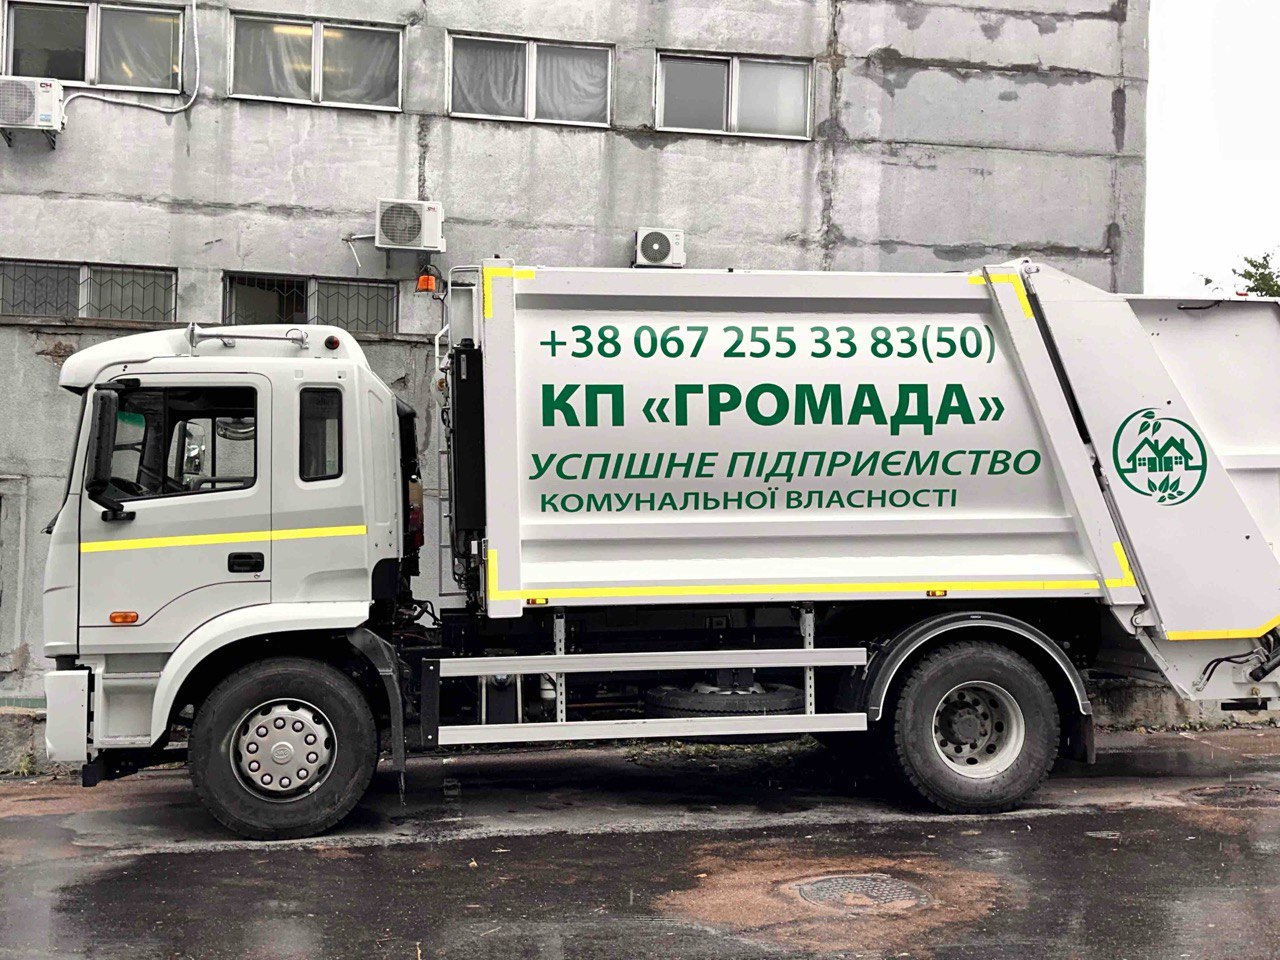 +38 067 255 33 83(50)
КП «ГРОМАДА»
УСПІШНЕ ПІДПРИЄМСТВО
КОМУНАЛЬНОЇ ВЛАСНОСТІ